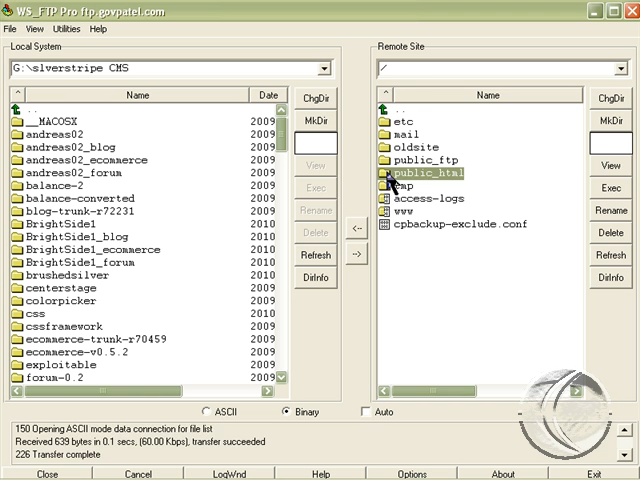 WS_FTP Pro ftp.govpatel.com
File View Utilities Help
Local System
G:\slverstripe CMS
^ Name Date
..
__MACOSX 2009
andreas02 2009
andreas02_blog 2009
andreas02_ecommerce 2009
andreas02_forum 2009
balance-2 2009
balance-converted 2009
blog-trunk-r72231 2009
BrightSide1 2010
BrightSide1_blog 2010
BrightSide1_ecommerce 2010
BrightSide1_forum 2010
brushedsilver 2010
centerstage 2009
colorpicker 2009
css 2010
cssframework 2009
ecommerce-trunk-r70459 2009
ecommerce-v0.5.2 2009
exploitable 2009
forum-0.2 2009
ChgDir
MkDir
View
Exec
Rename
Delete
Refresh
DirInfo
<--
-->
Remote Site
/
^ Name
..
etc
mail
oldsite
public_ftp
public_html
access-logs
www
cpbackup-exclude.conf
ChgDir
MkDir
View
Exec
Rename
Delete
Refresh
DirInfo
ASCII Binary Auto
150 Opening ASCII mode data connection for file list
Received 639 bytes in 0.1 secs, (60.00 Kbps), transfer succeeded
226 Transfer complete
Close Cancel LogWnd Help Options About Exit